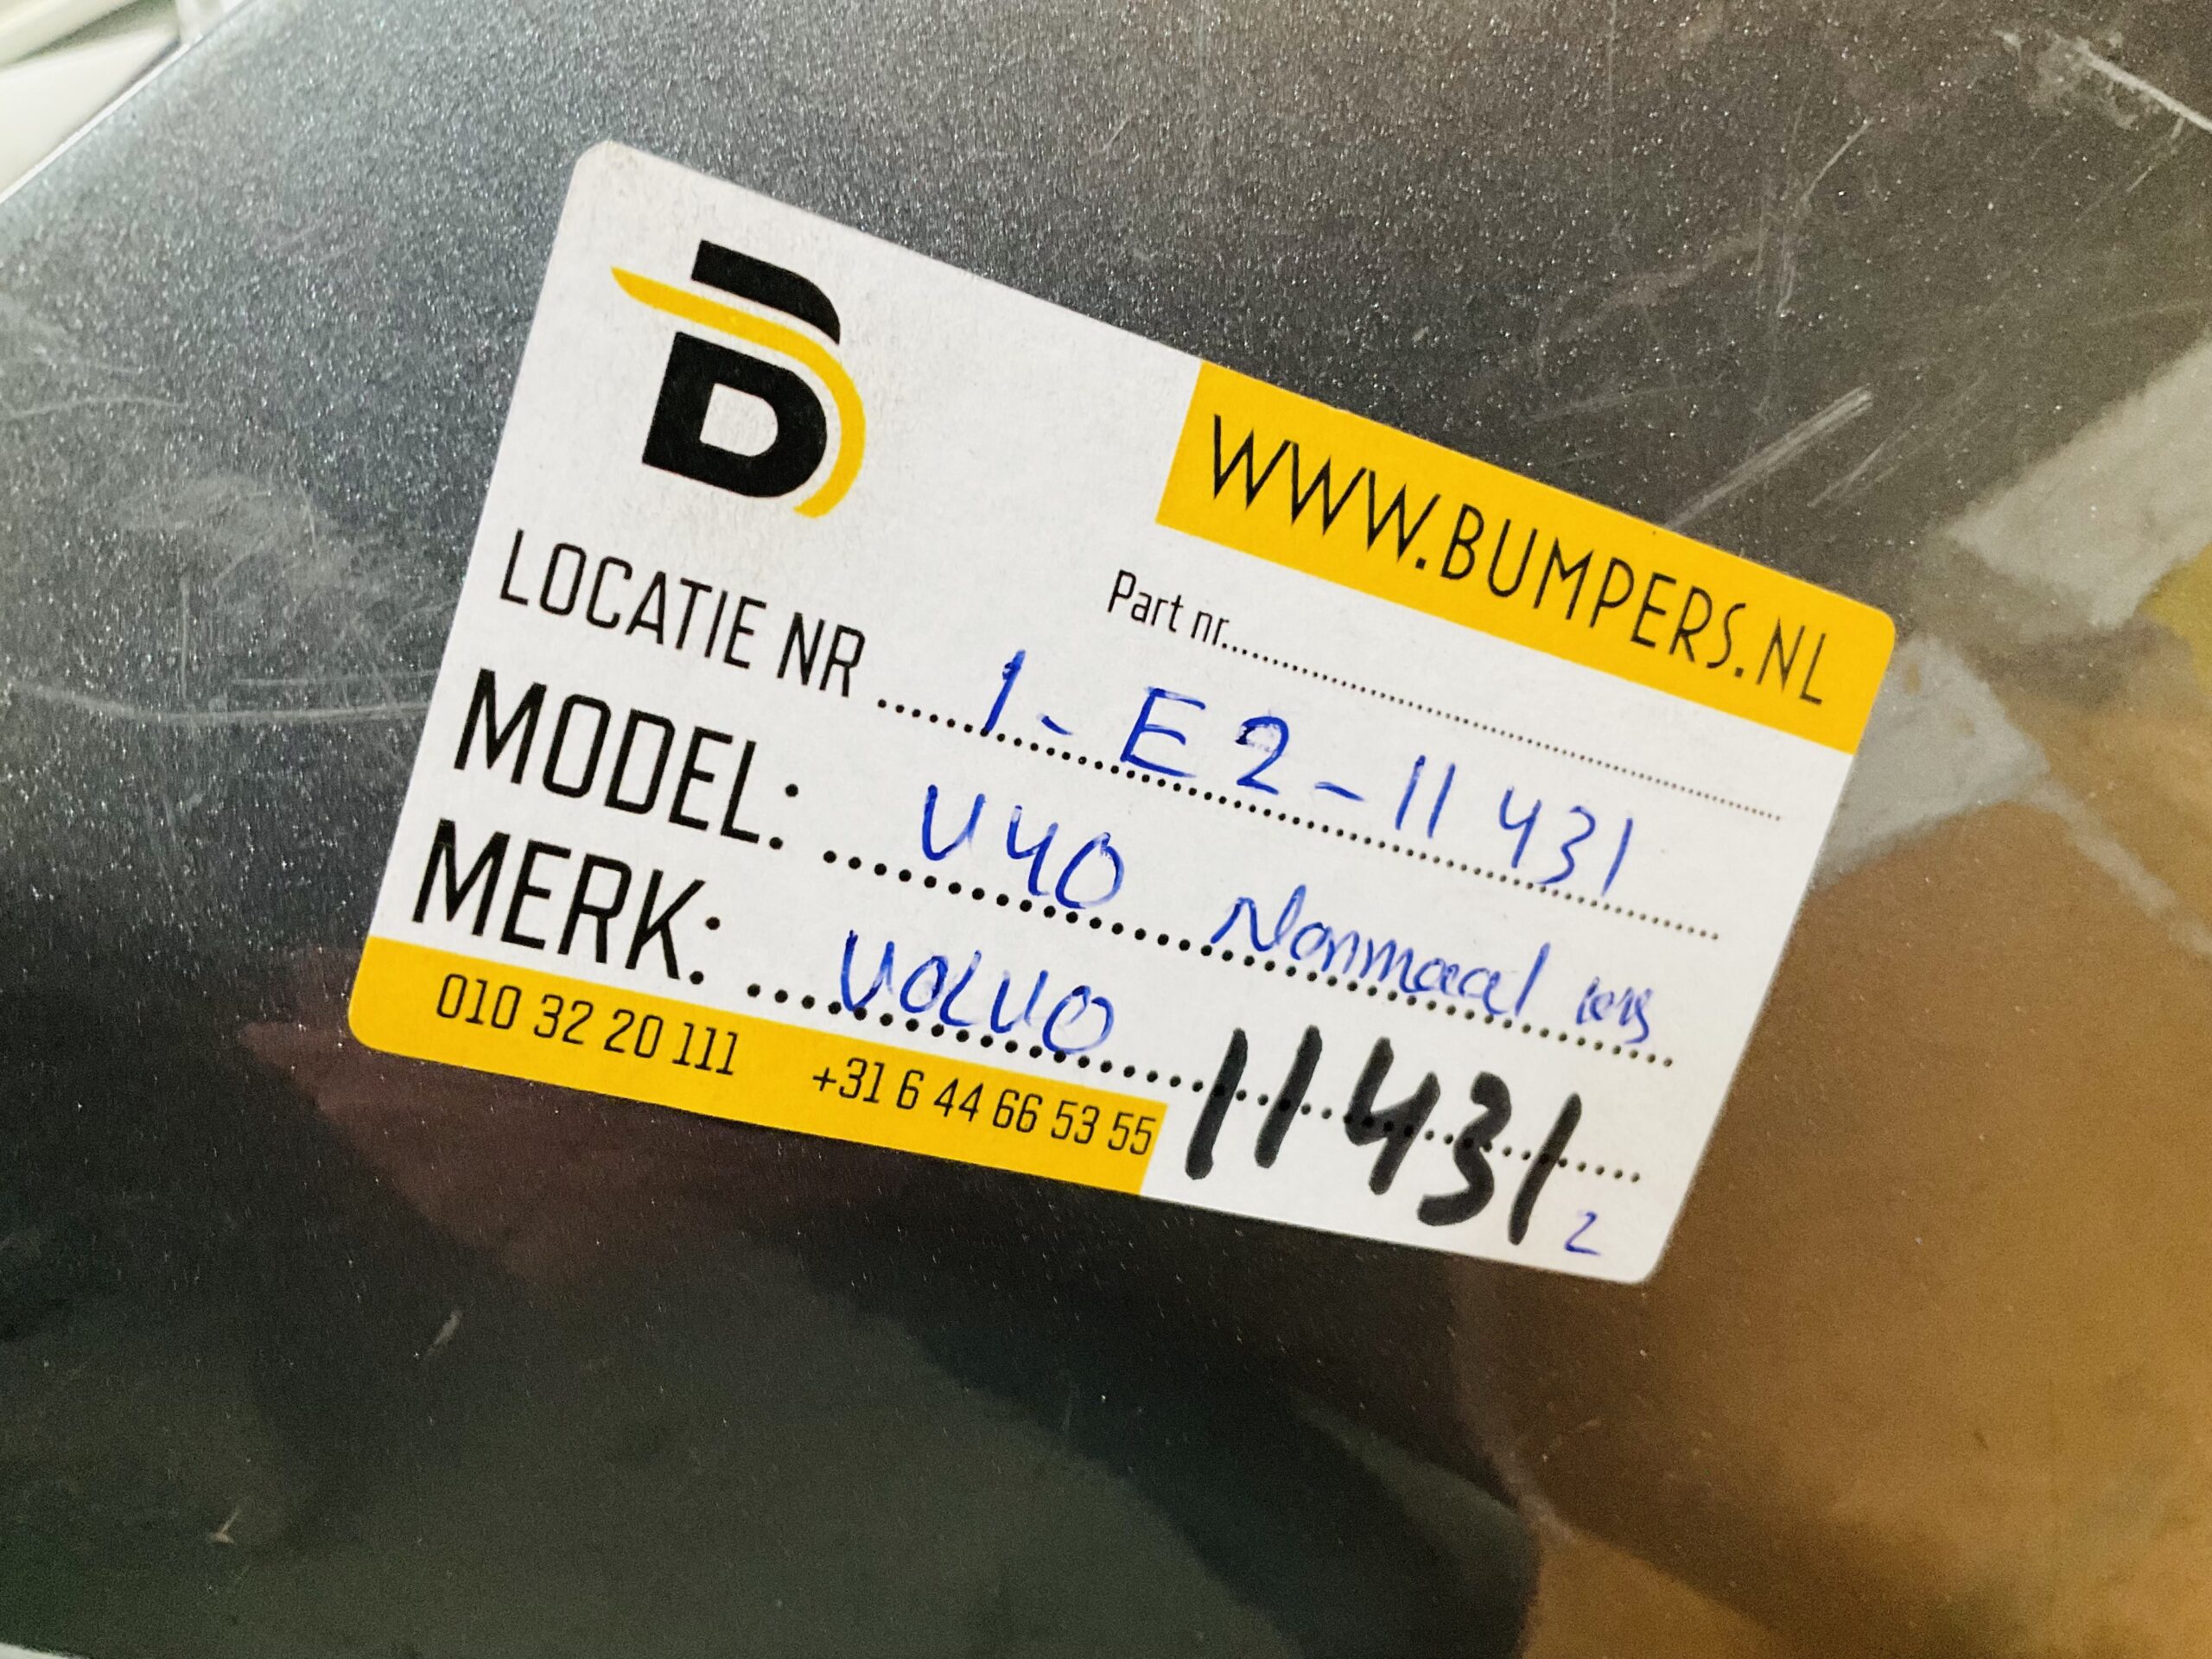 B
WWW.BUMPERS.NL
Part nr..........
LOCATIE NR ...... 1-E2-11431
MODEL: ... V40 Normaal
MERK: ... VOLVO
11431
2
010 32 20 111 +31 6 44 66 53 55